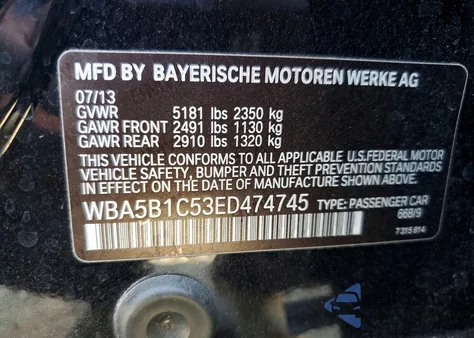 MFD BY BAYERISCHE MOTOREN WERKE AG
07/13
GVWR 5181 lbs 2350 kg
GAWR FRONT 2491 lbs 1130 kg
GAWR REAR 2910 lbs 1320 kg
THIS VEHICLE CONFORMS TO ALL APPLICABLE U.S.FEDERAL MOTOR
VEHICLE SAFETY, BUMPER AND THEFT PREVENTION STANDARDS
IN EFFECT ON THE DATE OF MANUFACTURE SHOWN ABOVE.
WBA5B1C53ED474745 TYPE: PASSENGER CAR
668/9
7315814